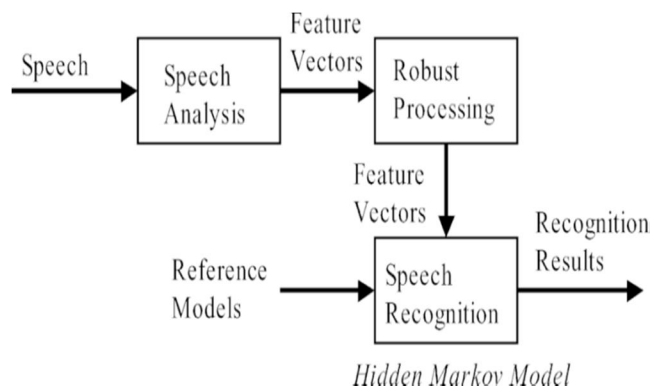 Speech
Speech
Analysis
Feature
Vectors
Robust
Processing
Feature
Vectors
Reference
Models
Speech
Recognition
Recognition
Results
Hidden Markov Model